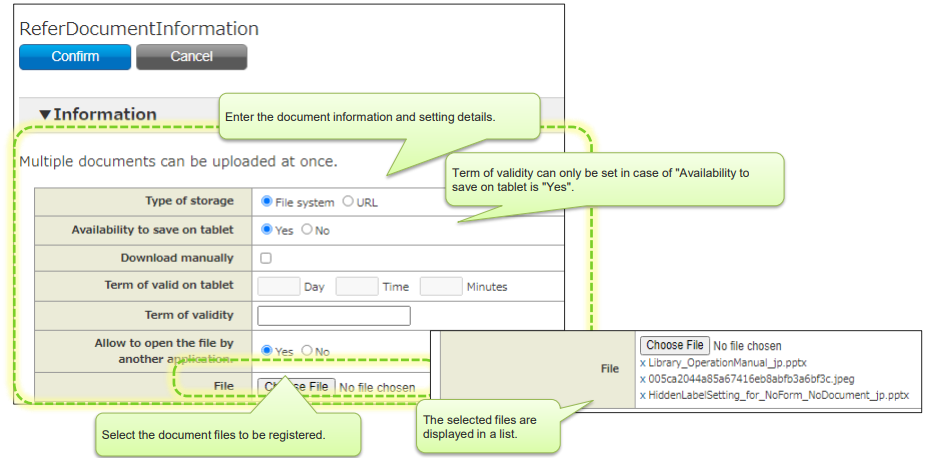 ReferDocumentInformation
Confirm Cancel
▼Information
Enter the document information and setting details.
Multiple documents can be uploaded at once.
Term of validity can only be set in case of "Availability to
save on tablet is "Yes".
Type of storage File system URL
Availability to save on tablet Yes No
Download manually
Term of valid on tablet Day Time Minutes
Term of validity
Allow to open the file by
another application. Yes No
File Choose File No file chosen
Select the document files to be registered.
File
Choose File No file chosen
x Library_OperationManual_jp.pptx
x 005ca2044a85a67416eb8abfb3a6bf3c.jpeg
x HiddenLabelSetting_for_NoForm_NoDocument_jp.pptx
The selected files are
displayed in a list.